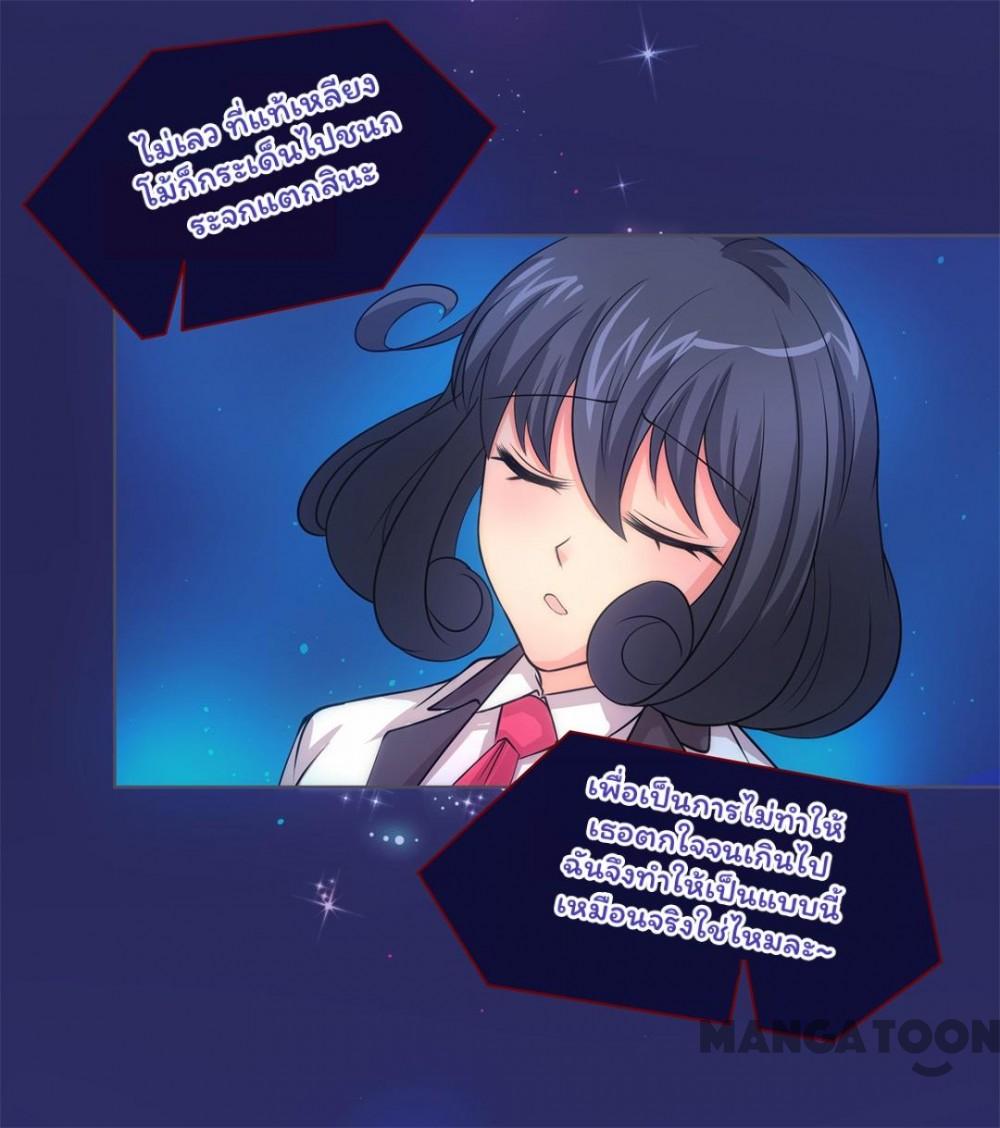 ไม่เลว ที่แท้เหลียง
โม้ก็กระเด็นไปชนก
ระจกแตกสินะ
เพื่อเป็นการไม่ทำให้
เธอตกใจจนเกินไป
ฉันจึงทำให้เป็นแบบนี้
เหมือนจริงใช่ไหมละ~
MANGATOON